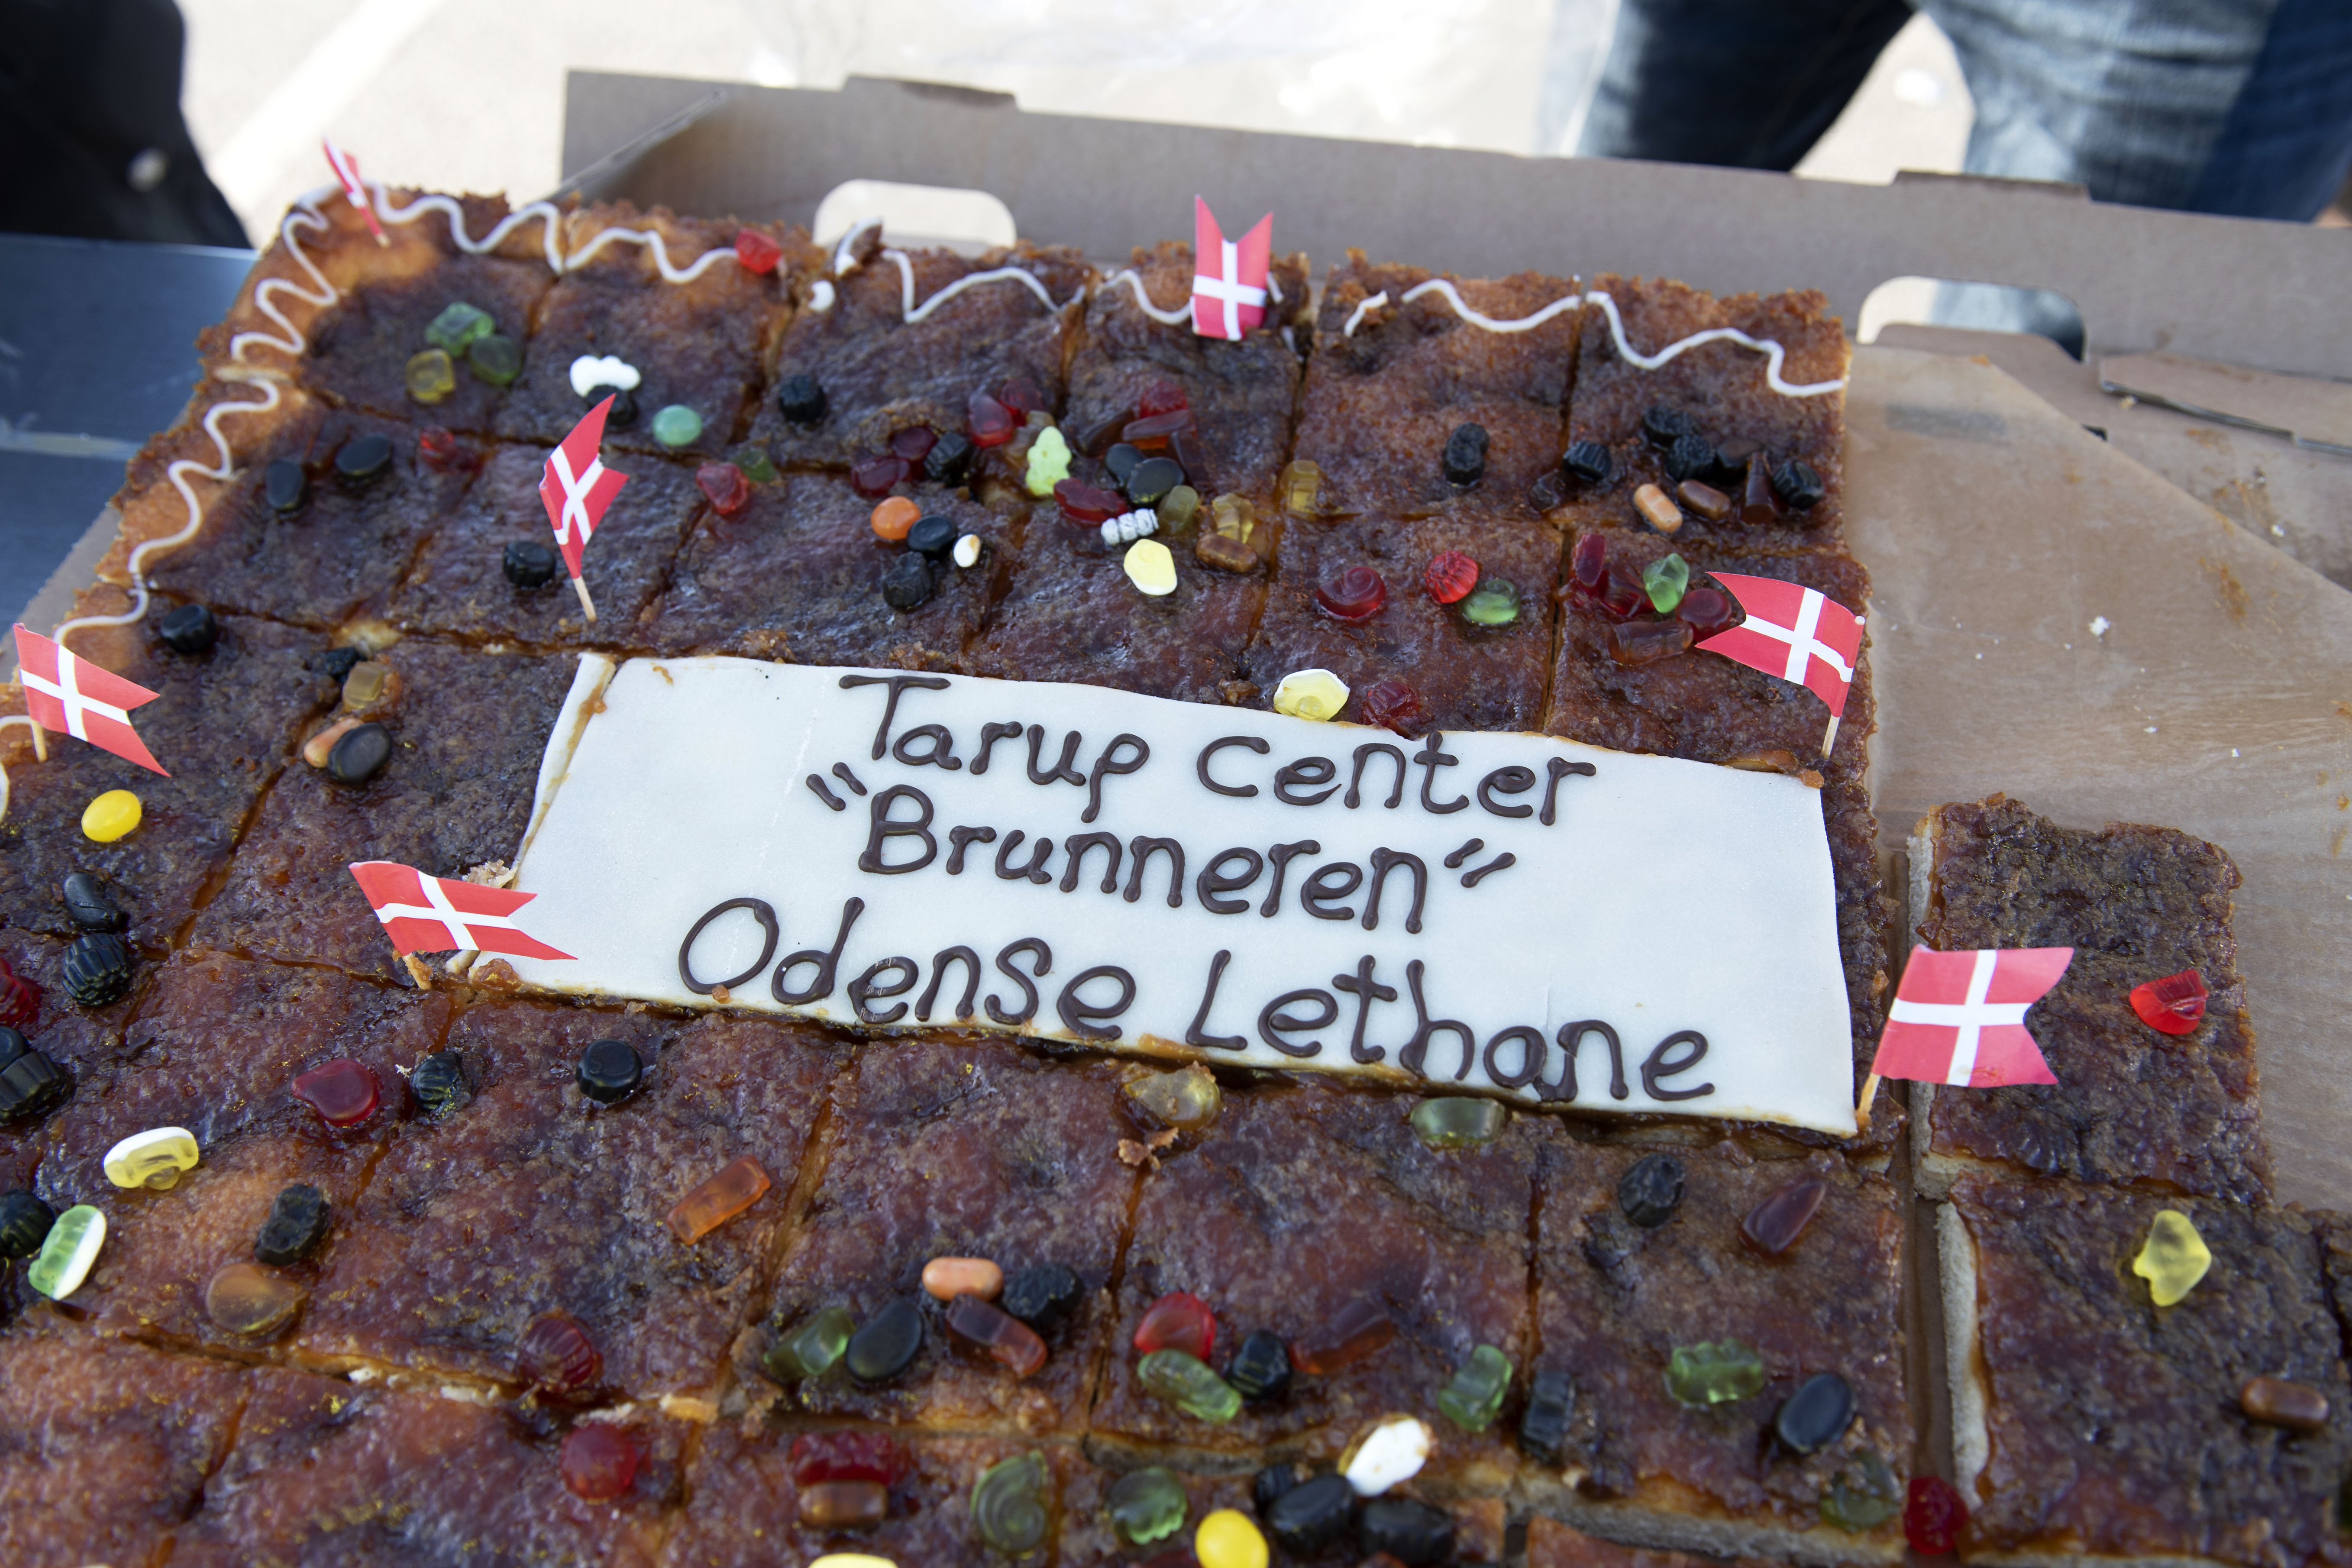 Tarup Center
"Brunneren"
Odense Lethane